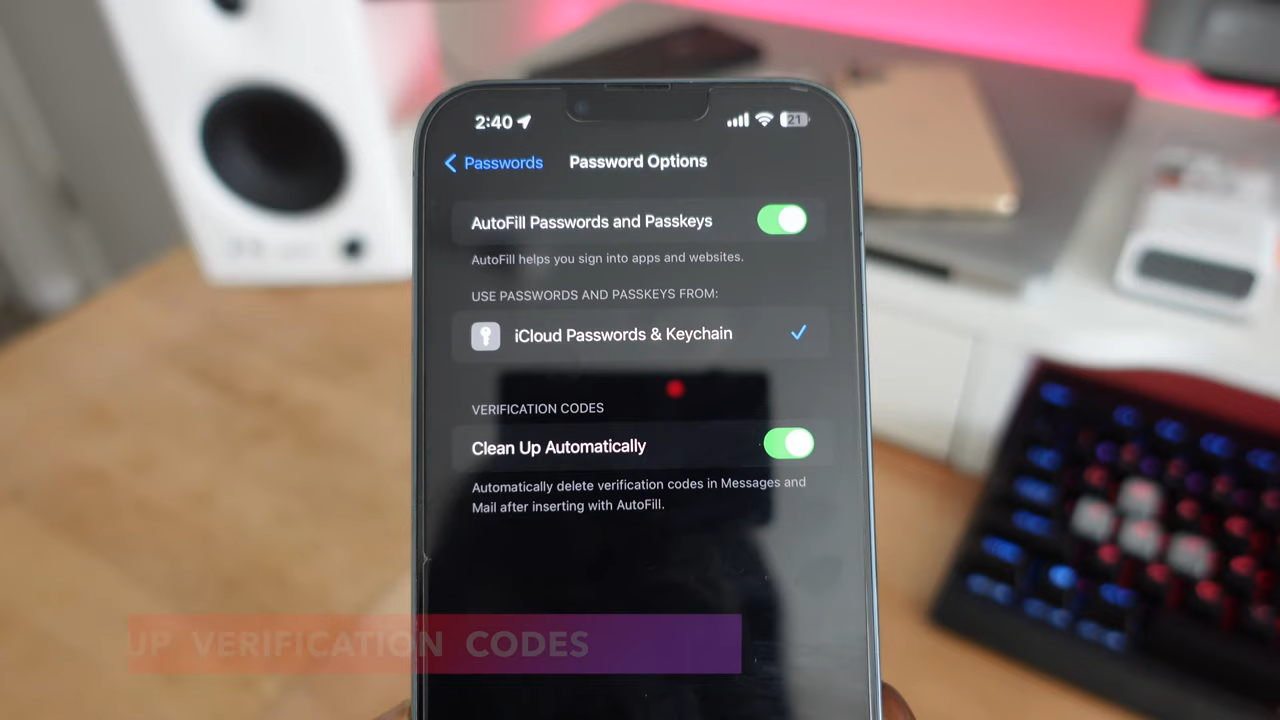 2:40
21
Passwords
Password Options
AutoFill Passwords and Passkeys
AutoFill helps you sign into apps and websites.
USE PASSWORDS AND PASSKEYS FROM:
iCloud Passwords & Keychain
VERIFICATION CODES
Clean Up Automatically
Automatically delete verification codes in Messages and
Mail after inserting with AutoFill.
UP VERIFICATION CODES